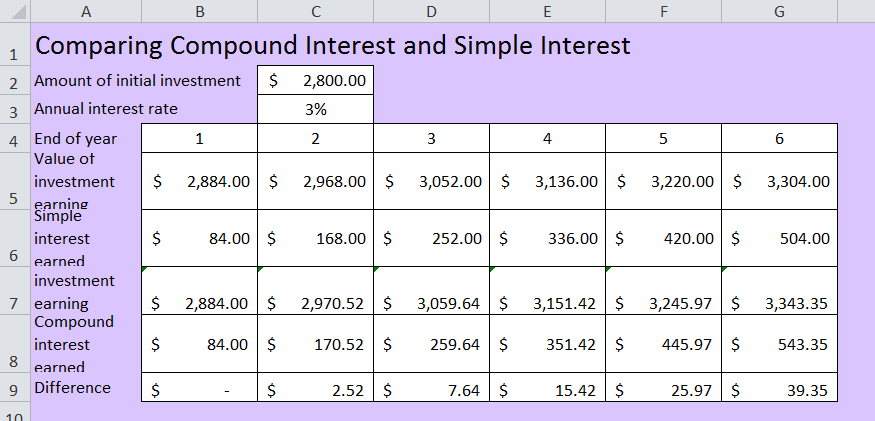 A B C D E F G
1 Comparing Compound Interest and Simple Interest
2 Amount of initial investment $ 2,800.00
3 Annual interest rate 3%
4 End of year 1 2 3 4 5 6
Value of
investment
earning
5 $ 2,884.00 $ 2,968.00 $ 3,052.00 $ 3,136.00 $ 3,220.00 $ 3,304.00
Simple
interest
earned
6 $ 84.00 $ 168.00 $ 252.00 $ 336.00 $ 420.00 $ 504.00
investment
earning
7 $ 2,884.00 $ 2,970.52 $ 3,059.64 $ 3,151.42 $ 3,245.97 $ 3,343.35
Compound
interest
earned
8 $ 84.00 $ 170.52 $ 259.64 $ 351.42 $ 445.97 $ 543.35
9 Difference $ - $ 2.52 $ 7.64 $ 15.42 $ 25.97 $ 39.35
10